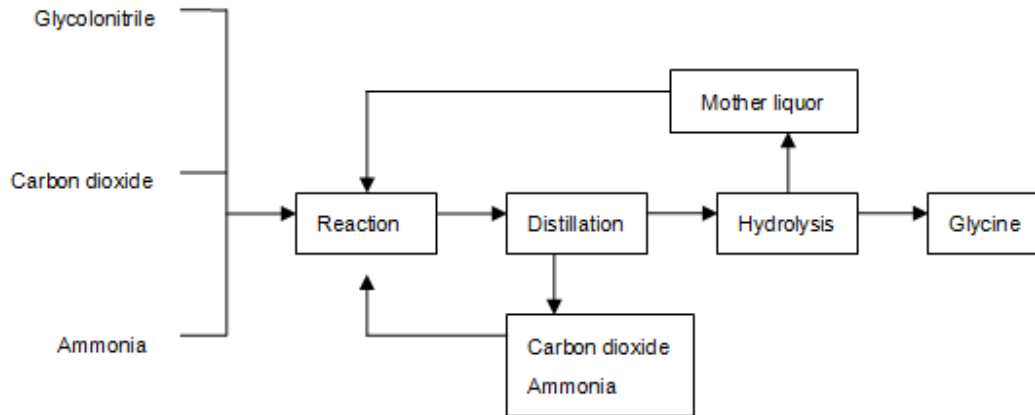 Glycolonitrile
Mother liquor
Carbon dioxide
Reaction
Distillation
Hydrolysis
Glycine
Ammonia
Carbon dioxide
Ammonia